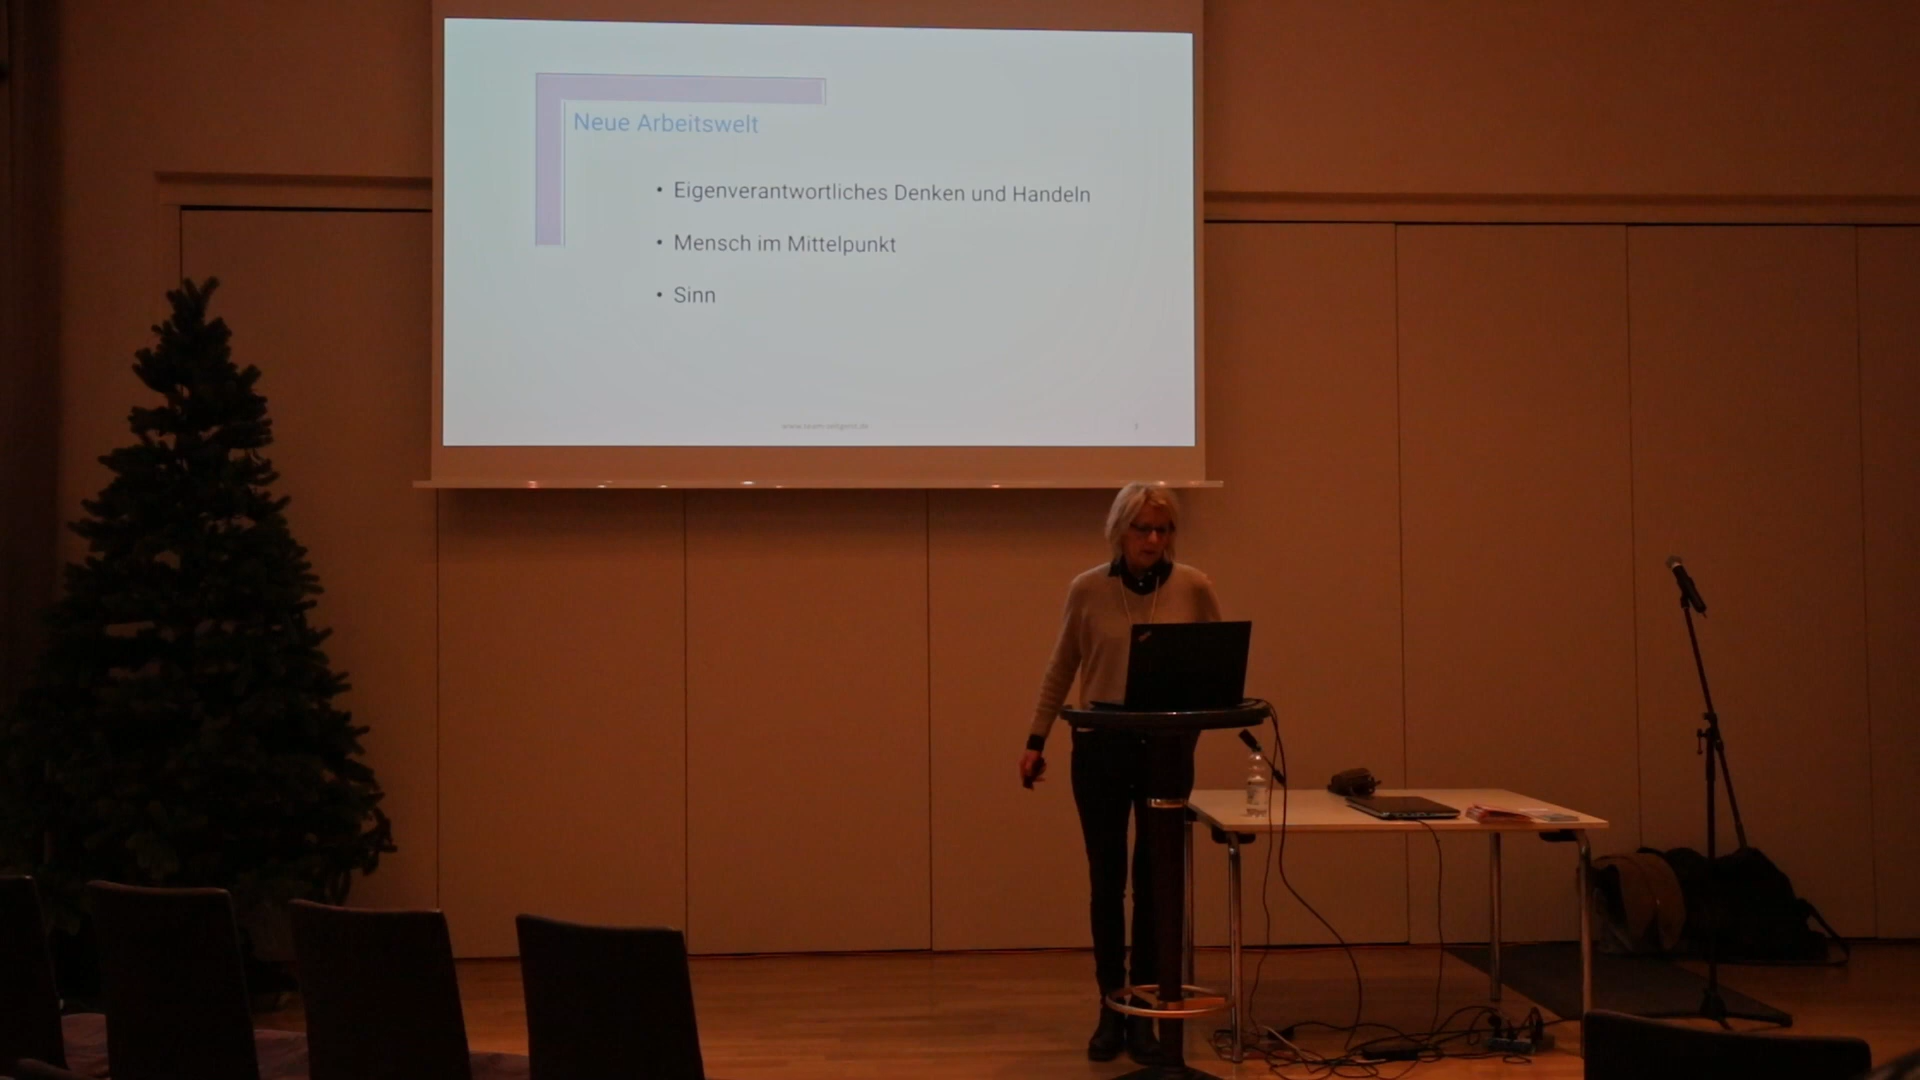 Neue Arbeitswelt
• Eigenverantwortliches Denken und Handeln
• Mensch im Mittelpunkt
• Sinn